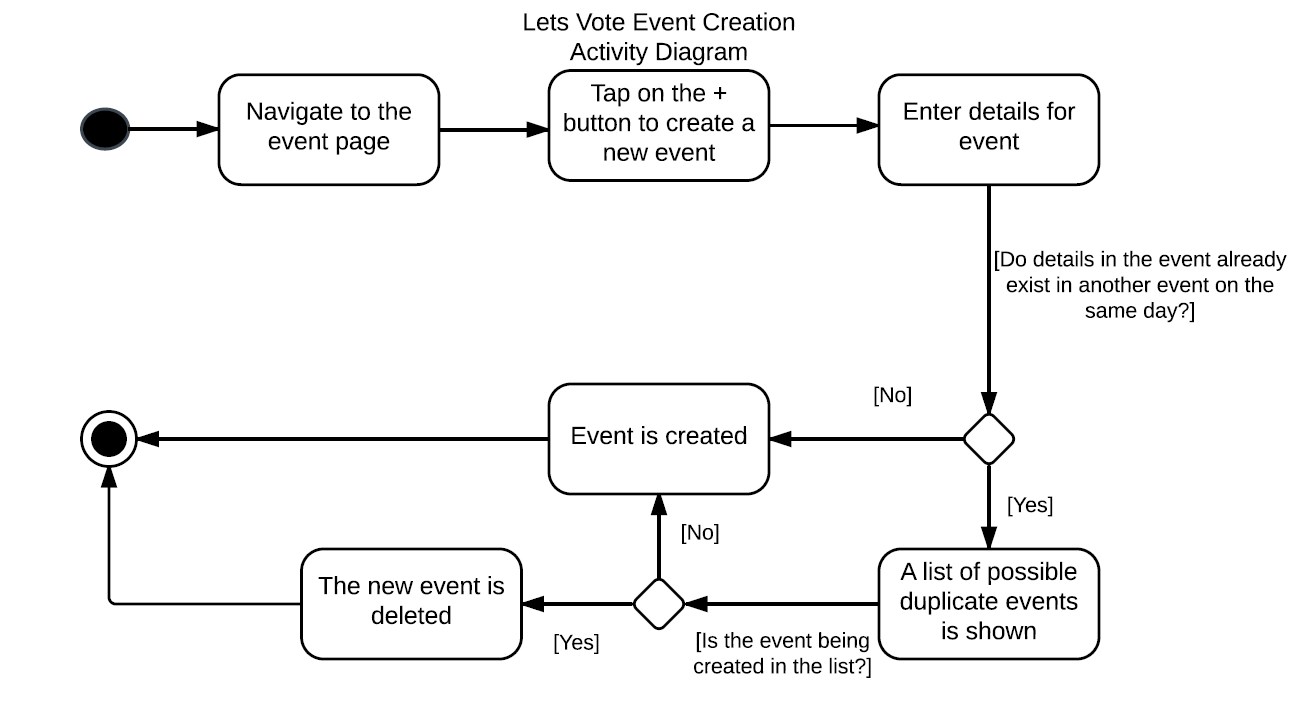 Lets Vote Event Creation
Activity Diagram
Navigate to the
event page
Tap on the +
button to create a
new event
Enter details for
event
[Do details in the event already
exist in another event on the
same day?]
[No]
Event is created
[Yes]
[No]
A list of possible
duplicate events
is shown
[Is the event being
created in the list?]
[Yes]
The new event is
deleted